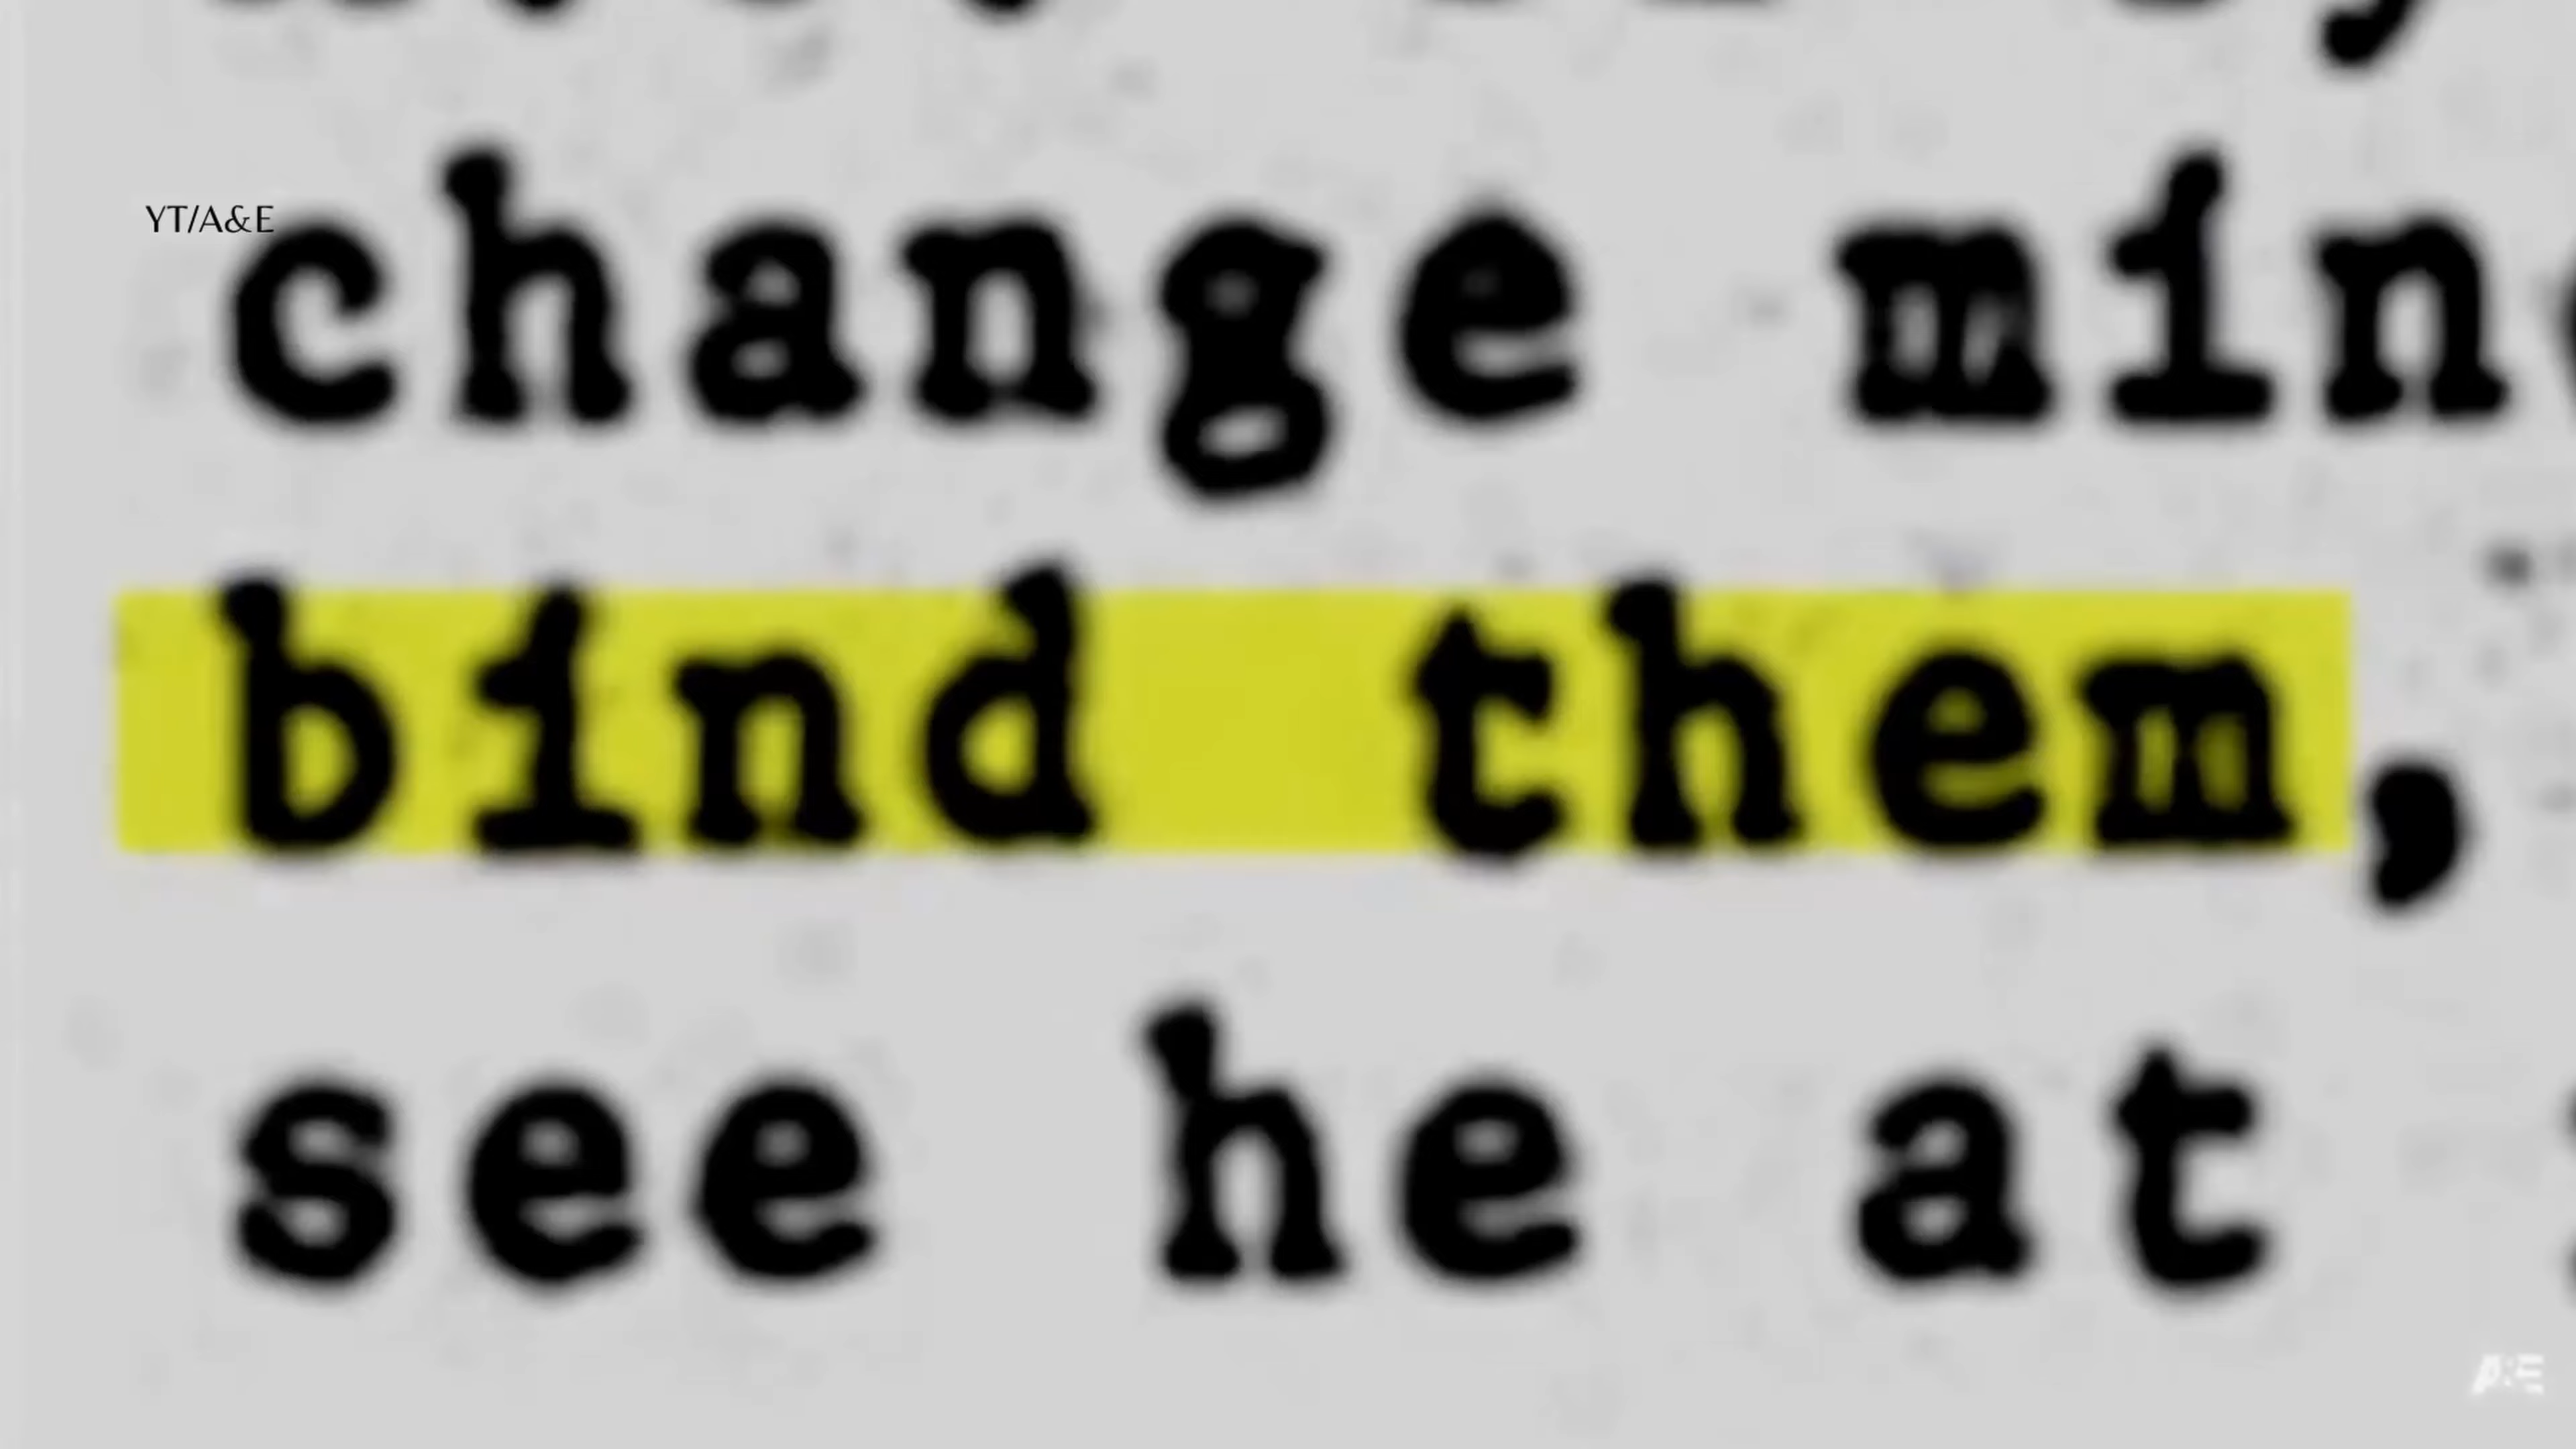 YT/A&E
change
bind them,
see he at
A&E